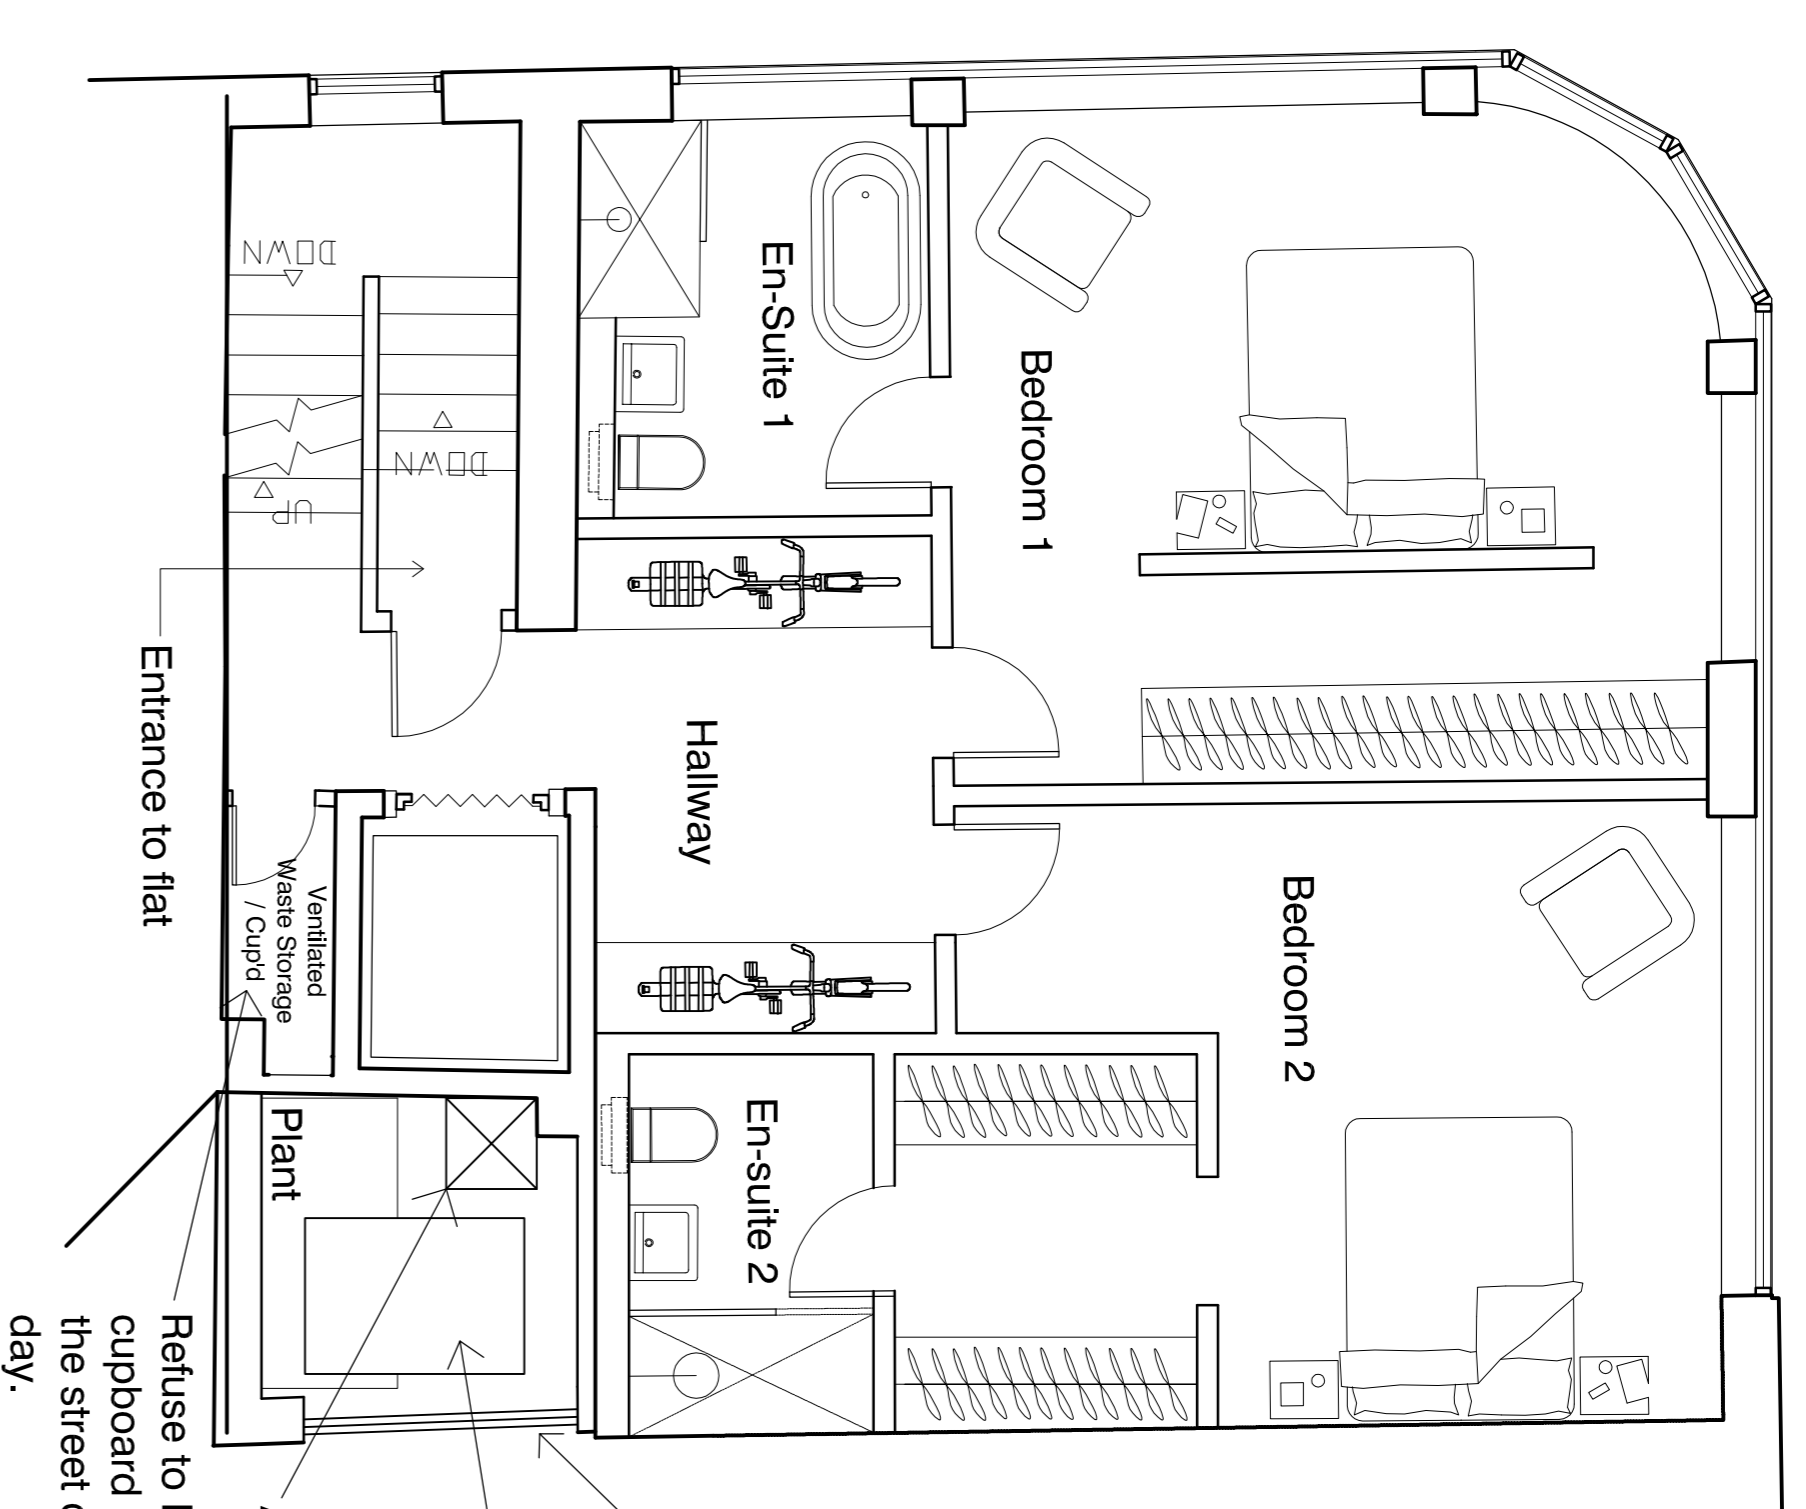 DOWN
DOWN
UP
En-Suite 1
Bedroom 1
Entrance to flat
Hallway
Ventilated
Waste Storage
/ Cup'd
Bedroom 2
Plant
En-suite 2
Refuse to
cupboard
the street
day.